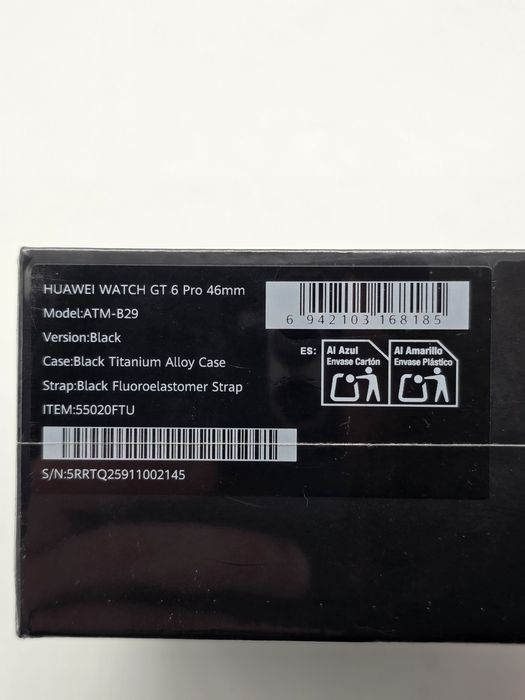 HUAWEI WATCH GT 6 Pro 46mm
Model:ATM-B29
Version:Black
Case:Black Titanium Alloy Case
Strap:Black Fluoroelastomer Strap
ITEM:55020FTU
S/N:5RRTQ25911002145
6 942103 168185
ES:
Al Azul
Envase Cartón
Al Amarillo
Envase Plástico